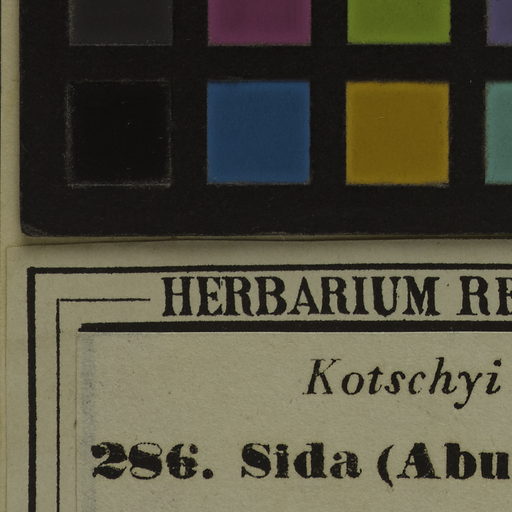 HERBARIUM RE
Kotschyi
286. Sida (Abu